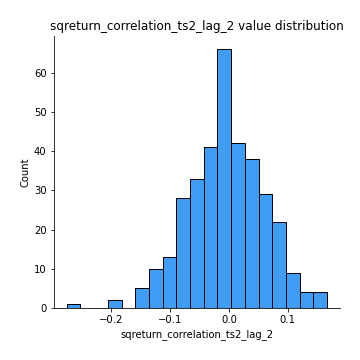 sqreturn_correlation_ts2_lag_2 value distribution
60
50
40
30
20
10
0
Count
−0.2 −0.1 0.0 0.1
sqreturn_correlation_ts2_lag_2